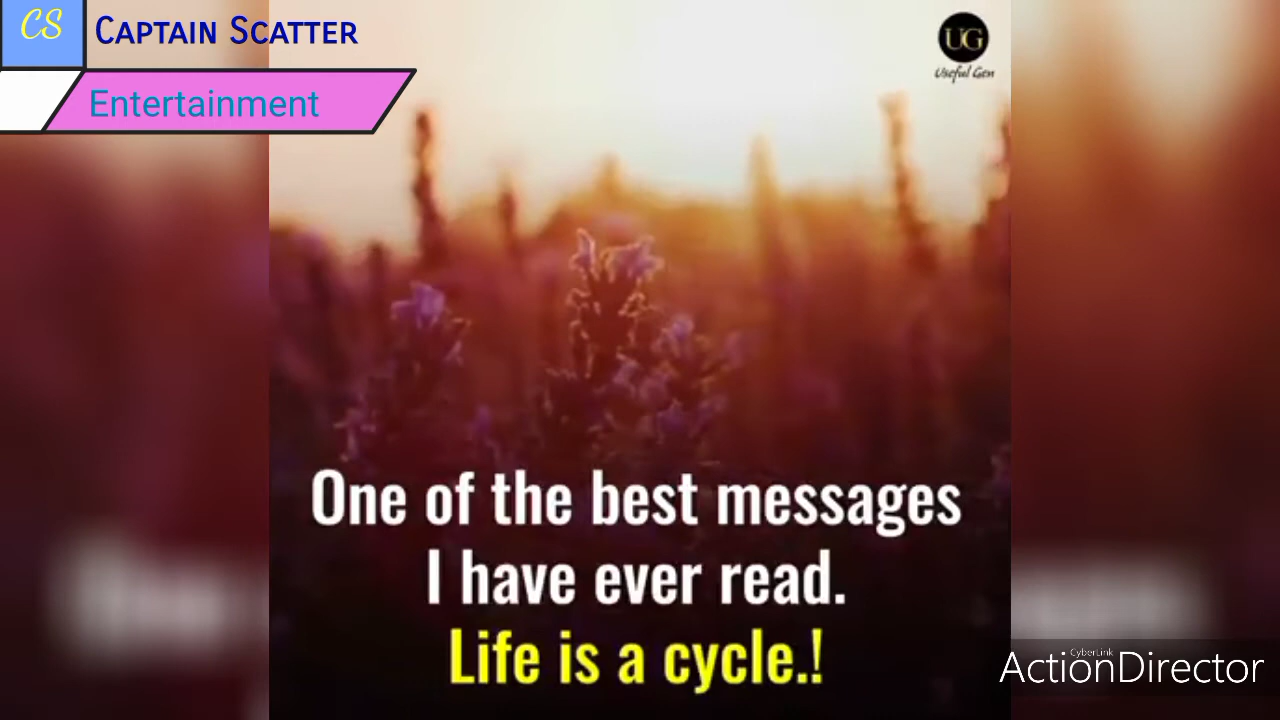 CS
CAPTAIN SCATTER
Entertainment
UG
Useful Gen
One of the best messages
I have ever read.
Life is a cycle.!
CyberLink
ActionDirector